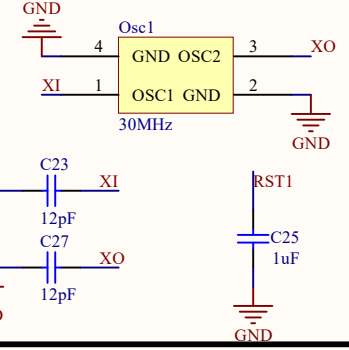 GND
Osc1
4 GND OSC2 3 XO
XI 1 OSC1 GND 2
30MHz
GND
C23
XI
12pF
RST1
C27
XO
12pF
C25
1uF
GND